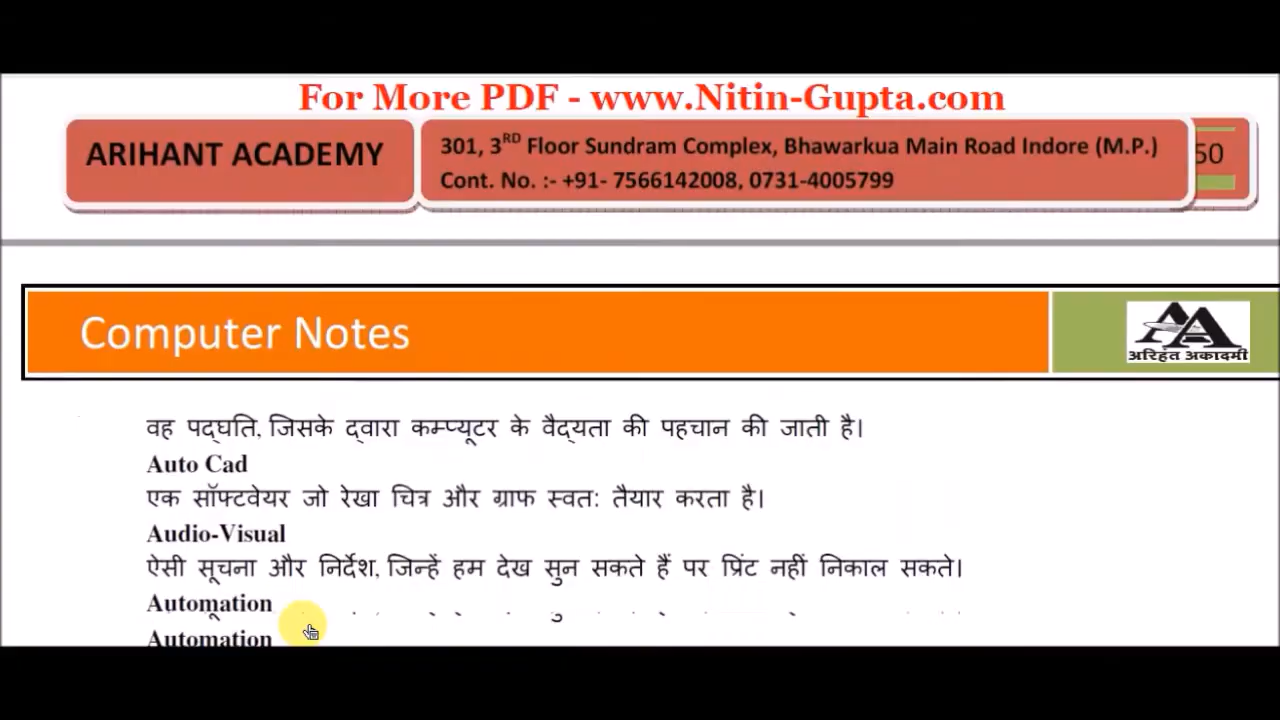 For More PDF - www.Nitin-Gupta.com
ARIHANT ACADEMY
301, 3RD Floor Sundram Complex, Bhawarkua Main Road Indore (M.P.)
Cont. No. :- +91- 7566142008, 0731-4005799
50
Computer Notes
अरिहंत अकादमी
वह पद्घति, जिसके द्वारा कम्प्यूटर के वैद्यता की पहचान की जाती है।
Auto Cad
एक सॉफ्टवेयर जो रेखा चित्र और ग्राफ स्वत: तैयार करता है।
Audio-Visual
ऐसी सूचना और निर्देश, जिन्हें हम देख सुन सकते हैं पर प्रिंट नहीं निकाल सकते।
Automation
Automation